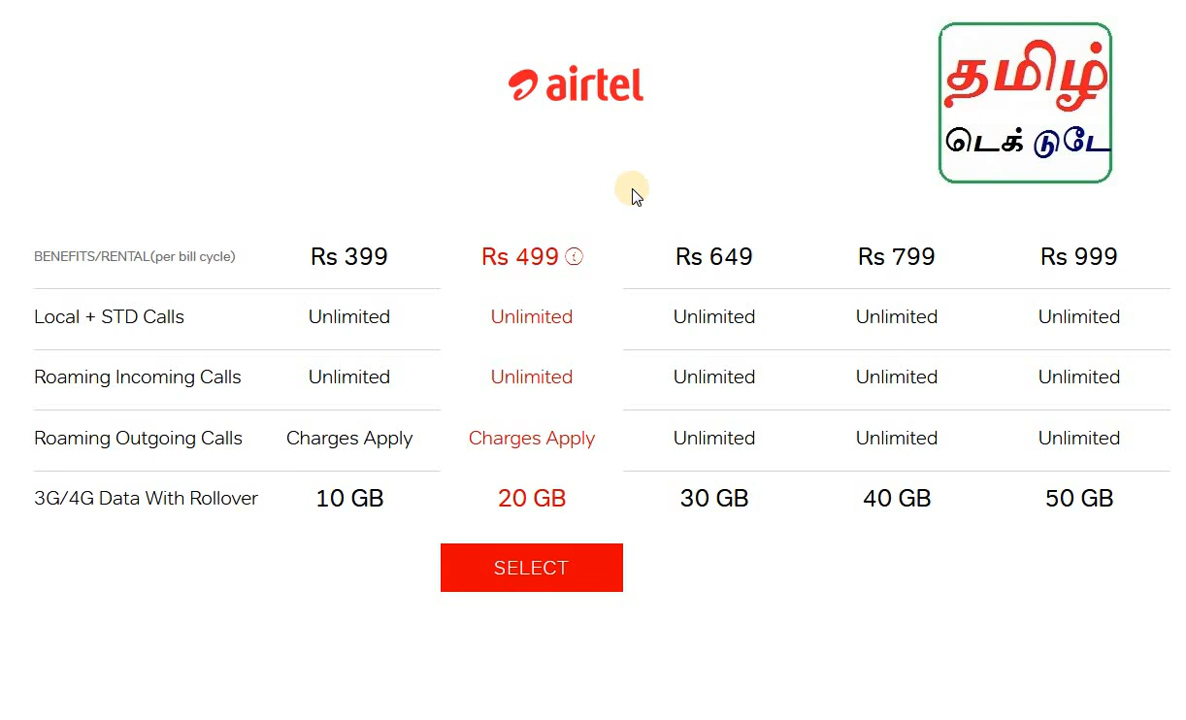 airtel
தமிழ்
டெக் டுடே
BENEFITS/RENTAL(per bill cycle) Rs 399 Rs 499 Rs 649 Rs 799 Rs 999
Local + STD Calls Unlimited Unlimited Unlimited Unlimited Unlimited
Roaming Incoming Calls Unlimited Unlimited Unlimited Unlimited Unlimited
Roaming Outgoing Calls Charges Apply Charges Apply Unlimited Unlimited Unlimited
3G/4G Data With Rollover 10 GB 20 GB 30 GB 40 GB 50 GB
SELECT